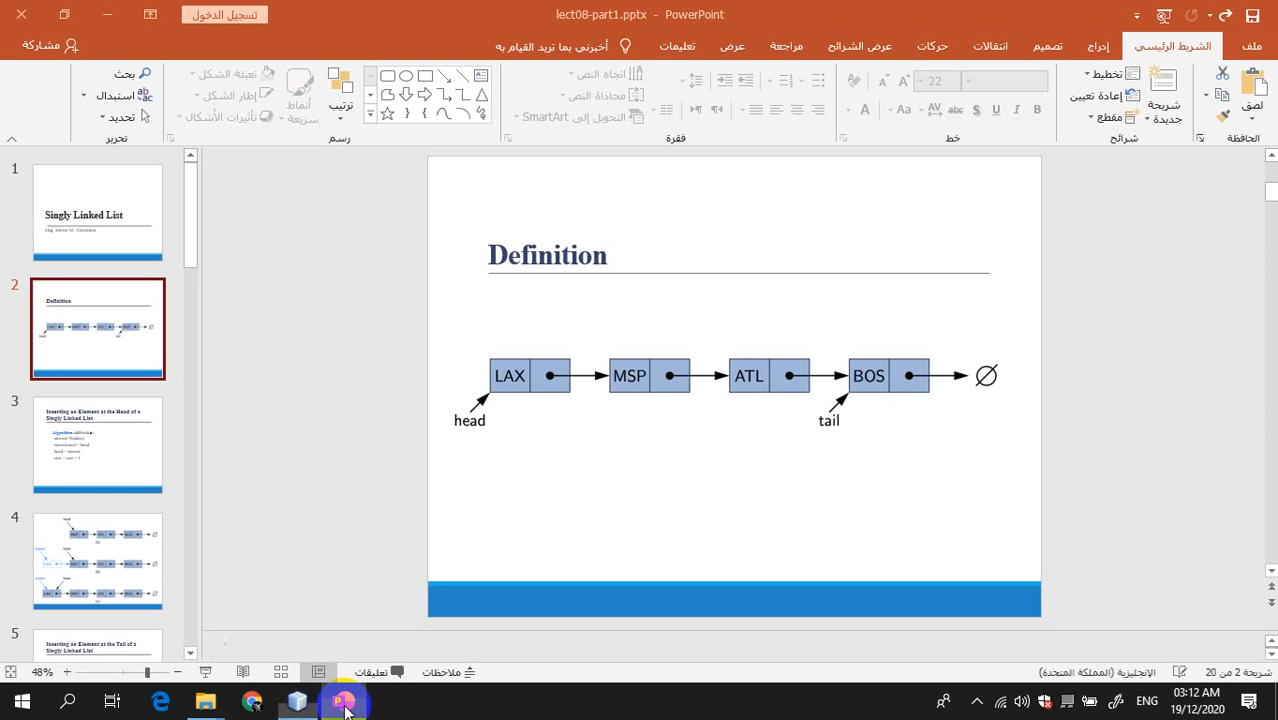 lect08-part1.pptx - PowerPoint
تسجيل الدخول
ملف
الشريط الرئيسي
إدراج
تصميم
انتقالات
حركات
عرض الشرائح
مراجعة
عرض
تعليمات
أخبرني بما تريد القيام به
مشاركة
لصق
الحافظة
شريحة جديدة
تخطيط
إعادة تعيين
مقطع
شرائح
22
B
I
U
S
abc
AV
Aa
A
خط
اتجاه النص
محاذاة النص
التحويل إلى SmartArt
فقرة
ترتيب
أنماط سريعة
تعبئة الشكل
إطار الشكل
تأثيرات الأشكال
رسم
بحث
استبدال
تحديد
تحرير
1
Singly Linked List
2
Definition
3
Inserting an Element at the Head of a
Singly Linked List
4
5
Inserting an Element at the Tail of a
Singly Linked List
Definition
LAX
MSP
ATL
BOS
∅
head
tail
شريحة 2 من 20
الإنجليزية (المملكة المتحدة)
ملاحظات
تعليقات
48%
ENG
03:12 AM
19/12/2020